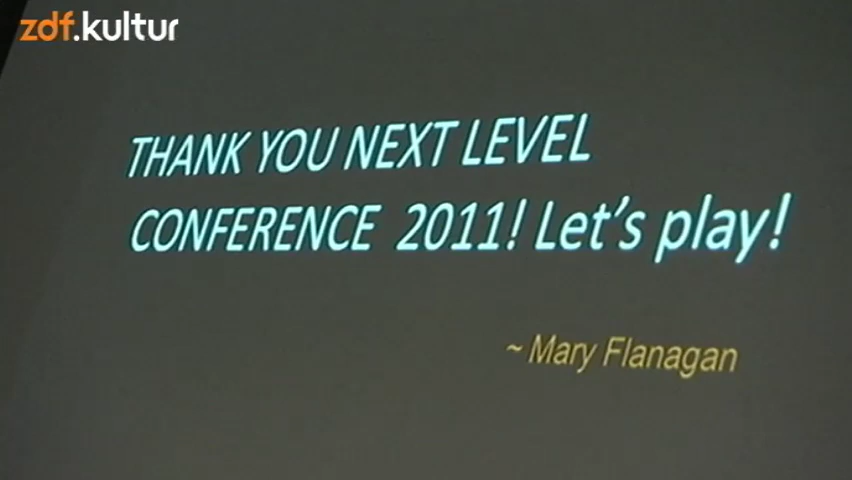 zdf.kultur
THANK YOU NEXT LEVEL
CONFERENCE 2011! Let's play!
~ Mary Flanagan